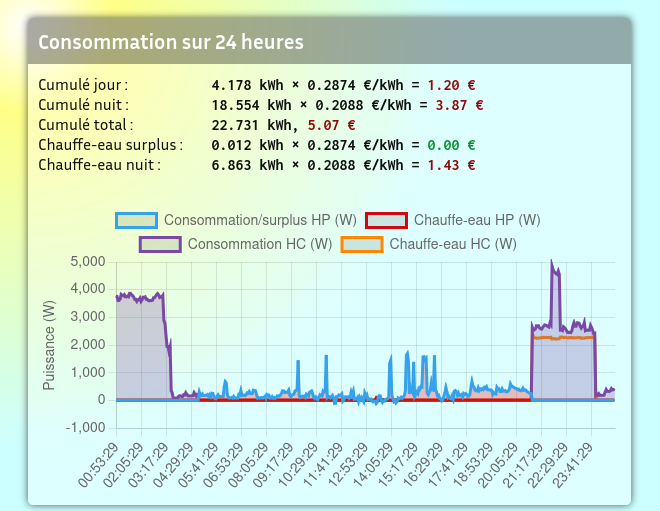 Consommation sur 24 heures
Cumulé jour : 4.178 kWh × 0.2874 €/kWh = 1.20 €
Cumulé nuit : 18.554 kWh × 0.2088 €/kWh = 3.87 €
Cumulé total : 22.731 kWh, 5.07 €
Chauffe-eau surplus : 0.012 kWh × 0.2874 €/kWh = 0.00 €
Chauffe-eau nuit : 6.863 kWh × 0.2088 €/kWh = 1.43 €
Consommation/surplus HP (W) Chauffe-eau HP (W)
Consommation HC (W) Chauffe-eau HC (W)
Puissance (W)
5,000
4,000
3,000
2,000
1,000
0
-1,000
00:53:29 02:05:29 03:17:29 04:29:29 05:41:29 06:53:29 08:05:29 09:17:29 10:29:29 11:41:29 12:53:29 14:05:29 15:17:29 16:29:29 17:41:29 18:53:29 20:05:29 21:17:29 22:29:29 23:41:29